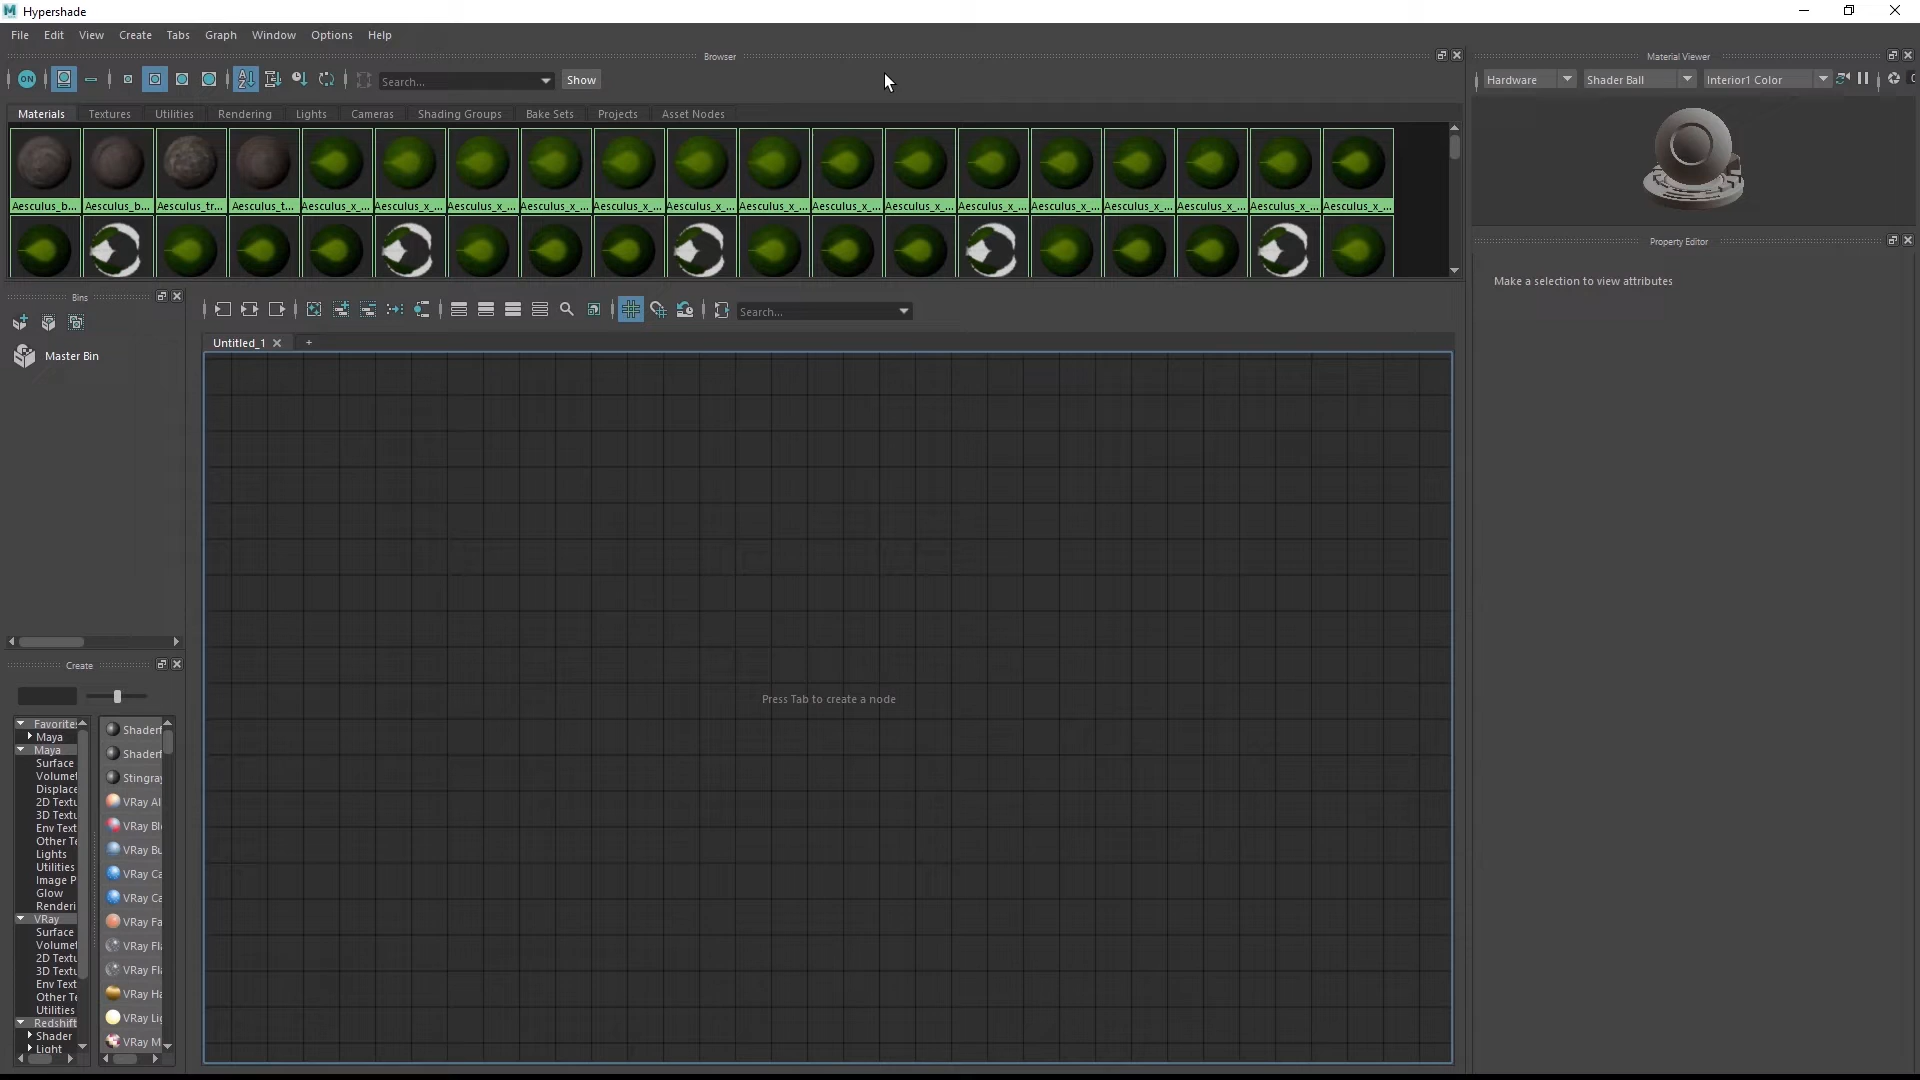 Hypershade
File Edit View Create Tabs Graph Window Options Help
Browser
ON Search... Show
Materials Textures Utilities Rendering Lights Cameras Shading Groups Bake Sets Projects Asset Nodes
Aesculus_b... Aesculus_b... Aesculus_tr... Aesculus_t... Aesculus_x_... Aesculus_x_... Aesculus_x_... Aesculus_x_... Aesculus_x_... Aesculus_x_... Aesculus_x_... Aesculus_x_... Aesculus_x_... Aesculus_x_... Aesculus_x_... Aesculus_x_... Aesculus_x_... Aesculus_x_... Aesculus_x_...
Material Viewer
Hardware Shader Ball Interior1 Color
Property Editor
Make a selection to view attributes
Bins
Master Bin
Search...
Untitled_1 +
Press Tab to create a node
Create
Favorite
Maya
Maya
Surface
Volumet
Displace
2D Textu
3D Textu
Env Text
Other Te
Lights
Utilities
Image P
Glow
Renderi
VRay
Surface
Volumet
2D Textu
3D Textu
Env Text
Other Te
Utilities
Redshift
Shader
Light
Shaderf
Shaderf
Stingray
VRay Al
VRay Bl
VRay Bu
VRay Ca
VRay Ca
VRay Fa
VRay Fl
VRay Fl
VRay Ha
VRay Lig
VRay M